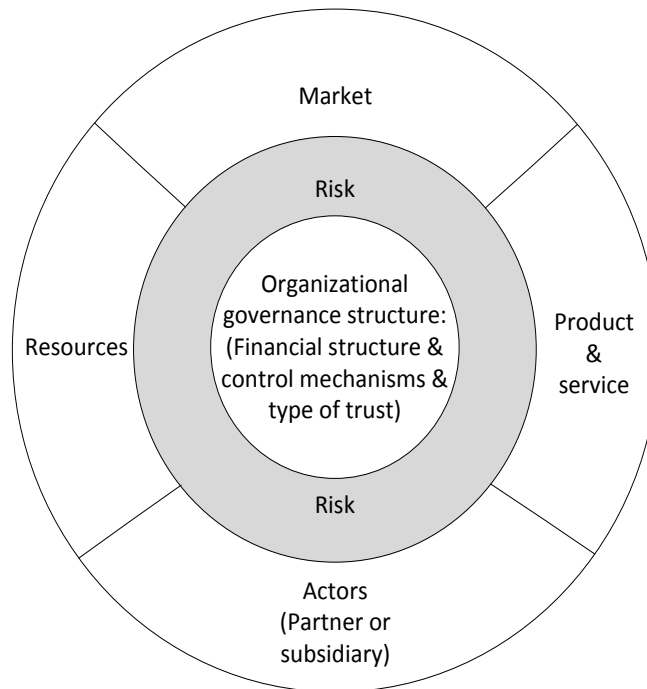 Market
Risk
Organizational
governance structure:
(Financial structure &
control mechanisms &
type of trust)
Resources
Product
&
service
Risk
Actors
(Partner or
subsidiary)